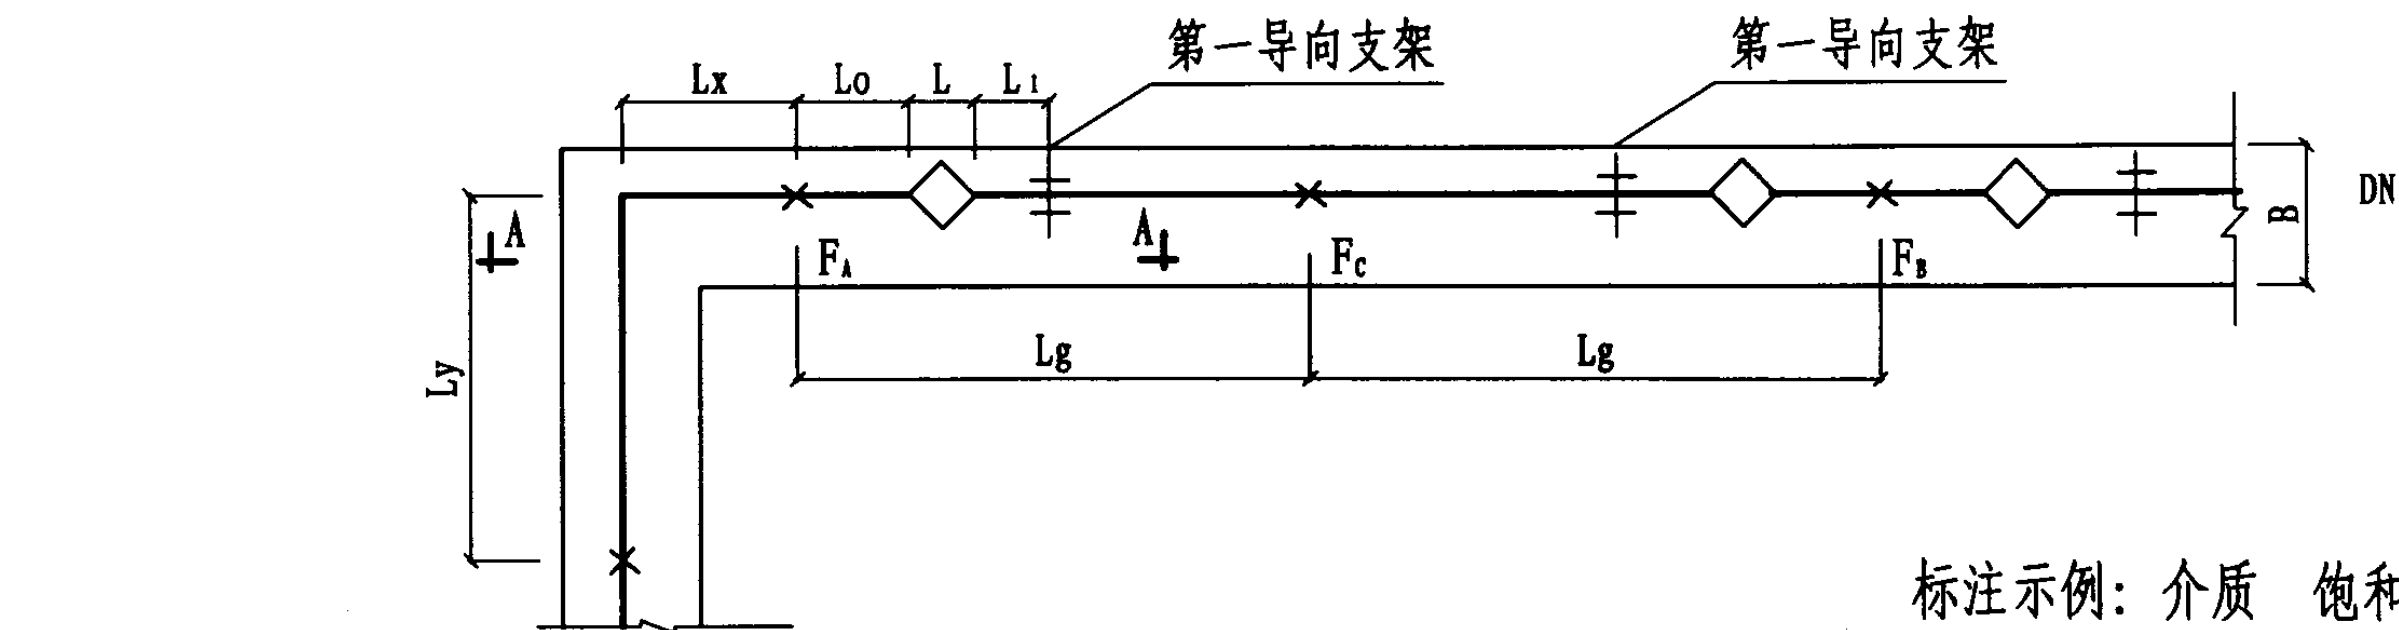 第一导向支架 第一导向支架
Lx Lo L L1
A A
FA FC FB
B
DN
Lg Lg
Ly
标注示例: 介质 饱和